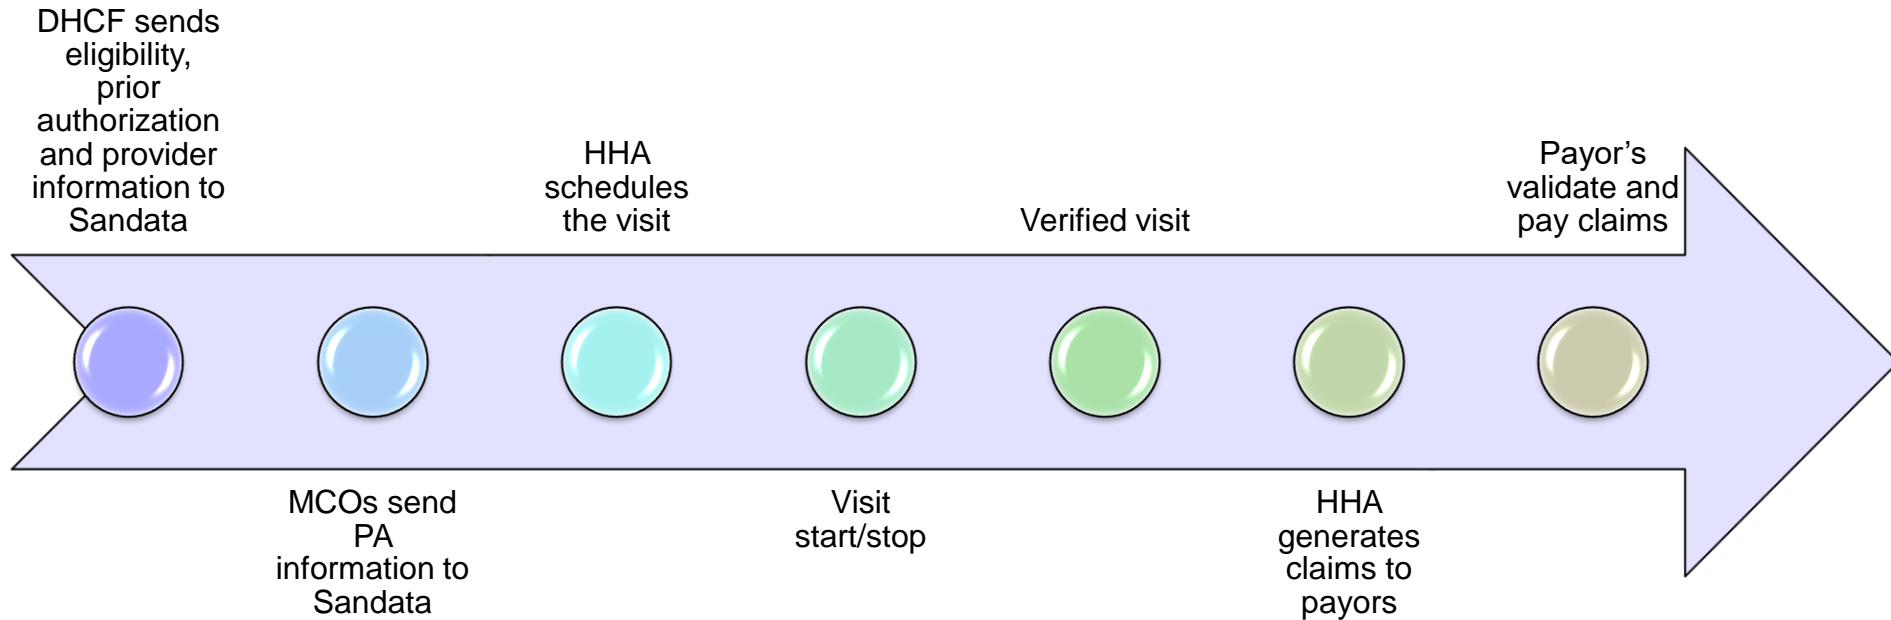 DHCF sends
eligibility,
prior
authorization
and provider
information to
Sandata
MCOs send
PA
information to
Sandata
HHA
schedules
the visit
Visit
start/stop
Verified visit
HHA
generates
claims to
payors
Payor’s
validate and
pay claims